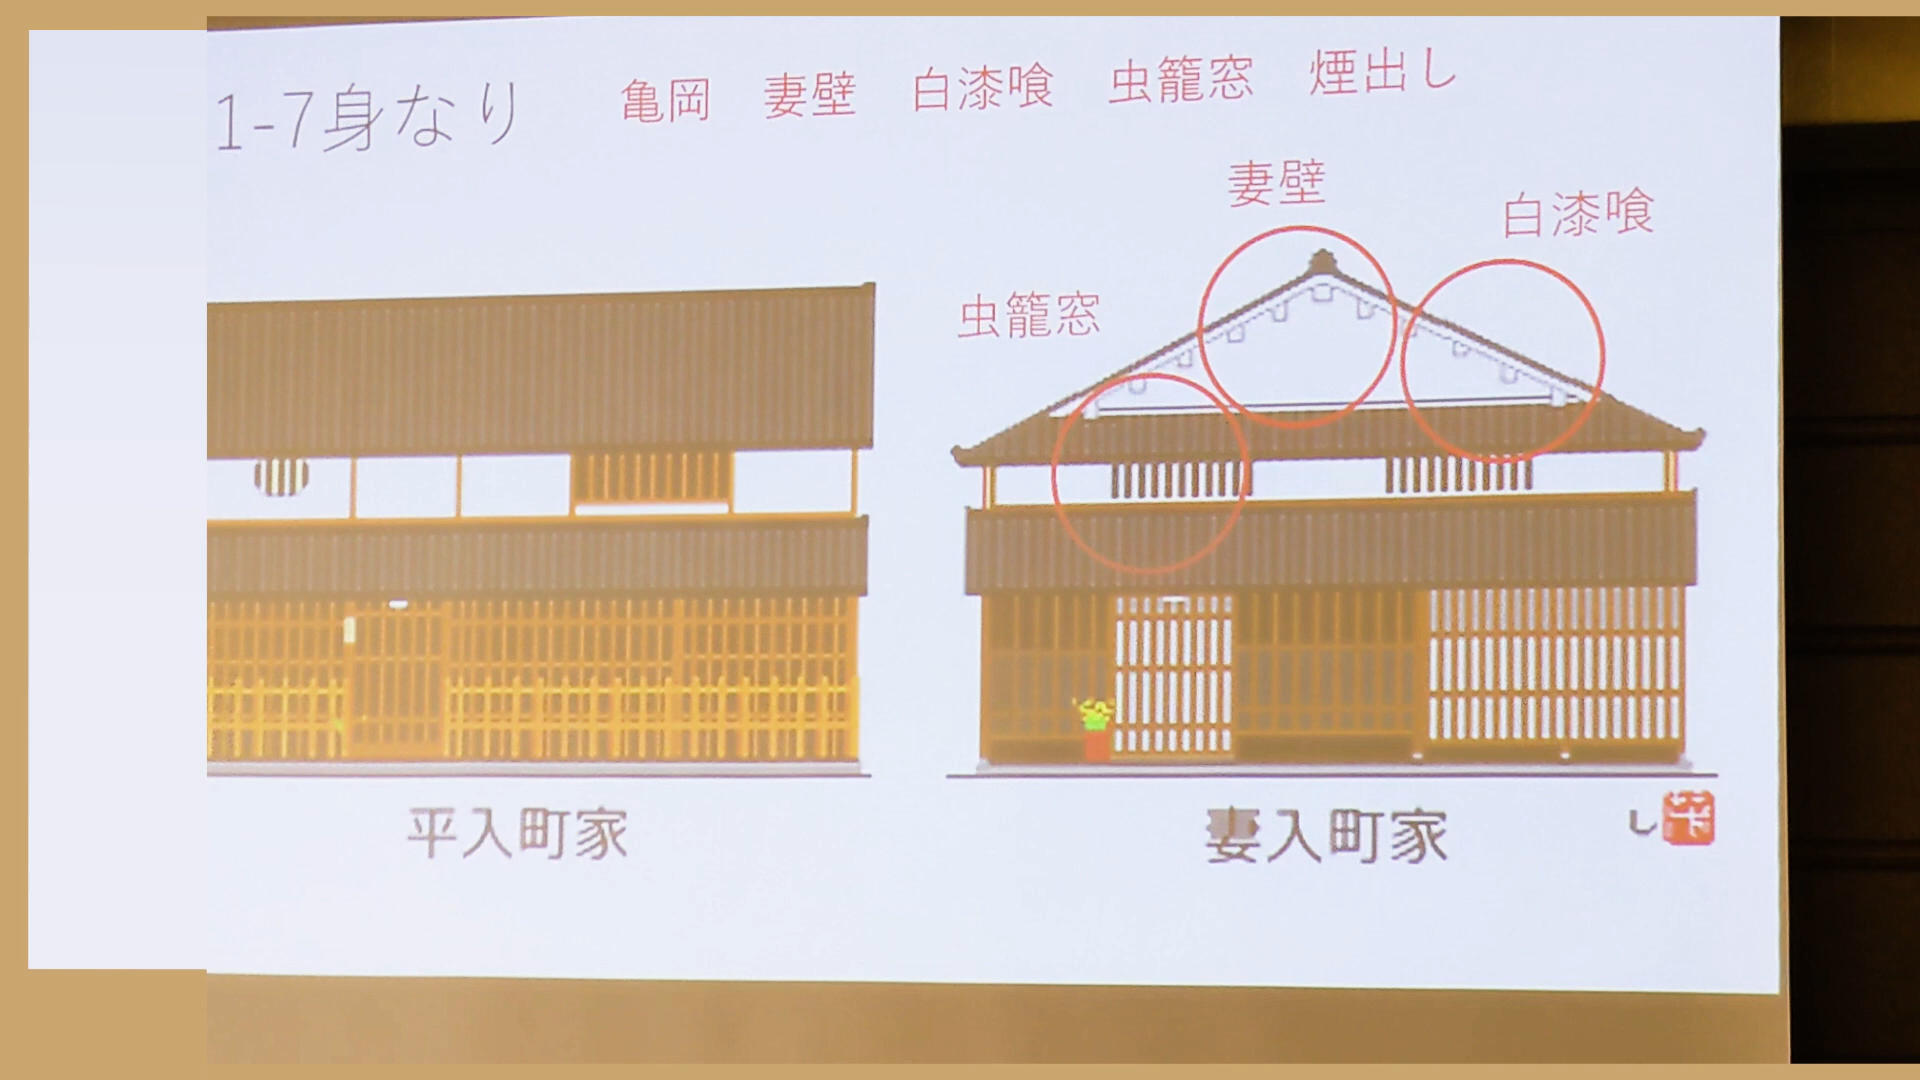 1-7身なり　亀岡　妻壁　白漆喰　虫籠窓　煙出し
妻壁
白漆喰
虫籠窓
平入町家
妻入町家
し